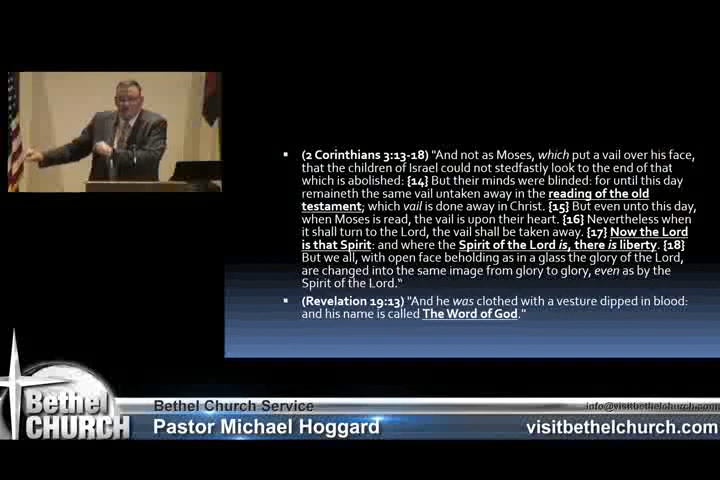 ▪ (2 Corinthians 3:13-18) "And not as Moses, which put a vail over his face,
that the children of Israel could not stedfastly look to the end of that
which is abolished: {14} But their minds were blinded: for until this day
remaineth the same vail untaken away in the reading of the old
testament; which vail is done away in Christ. {15} But even unto this day,
when Moses is read, the vail is upon their heart. {16} Nevertheless when
it shall turn to the Lord, the vail shall be taken away. {17} Now the Lord
is that Spirit: and where the Spirit of the Lord is, there is liberty. {18}
But we all, with open face beholding as in a glass the glory of the Lord,
are changed into the same image from glory to glory, even as by the
Spirit of the Lord."
▪ (Revelation 19:13) "And he was clothed with a vesture dipped in blood:
and his name is called The Word of God."
Bethel
CHURCH
Bethel Church Service
info@visitbethelchurch.com
Pastor Michael Hoggard
visitbethelchurch.com